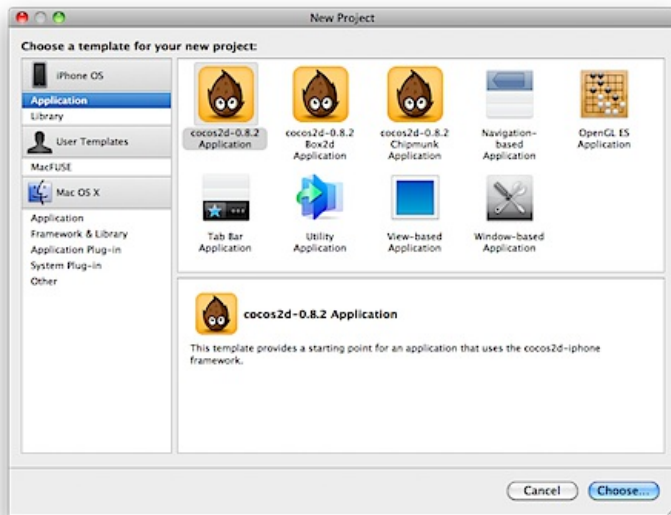 New Project
Choose a template for your new project:
iPhone OS
Application
Library
User Templates
MacFUSE
Mac OS X
Application
Framework & Library
Application Plug-in
System Plug-in
Other
cocos2d-0.8.2
Application
cocos2d-0.8.2
Box2d
Application
cocos2d-0.8.2
Chipmunk
Application
Navigation-
based
Application
OpenGL ES
Application
Tab Bar
Application
Utility
Application
View-based
Application
Window-based
Application
cocos2d-0.8.2 Application
This template provides a starting point for an application that uses the cocos2d-iphone
framework.
Cancel
Choose...